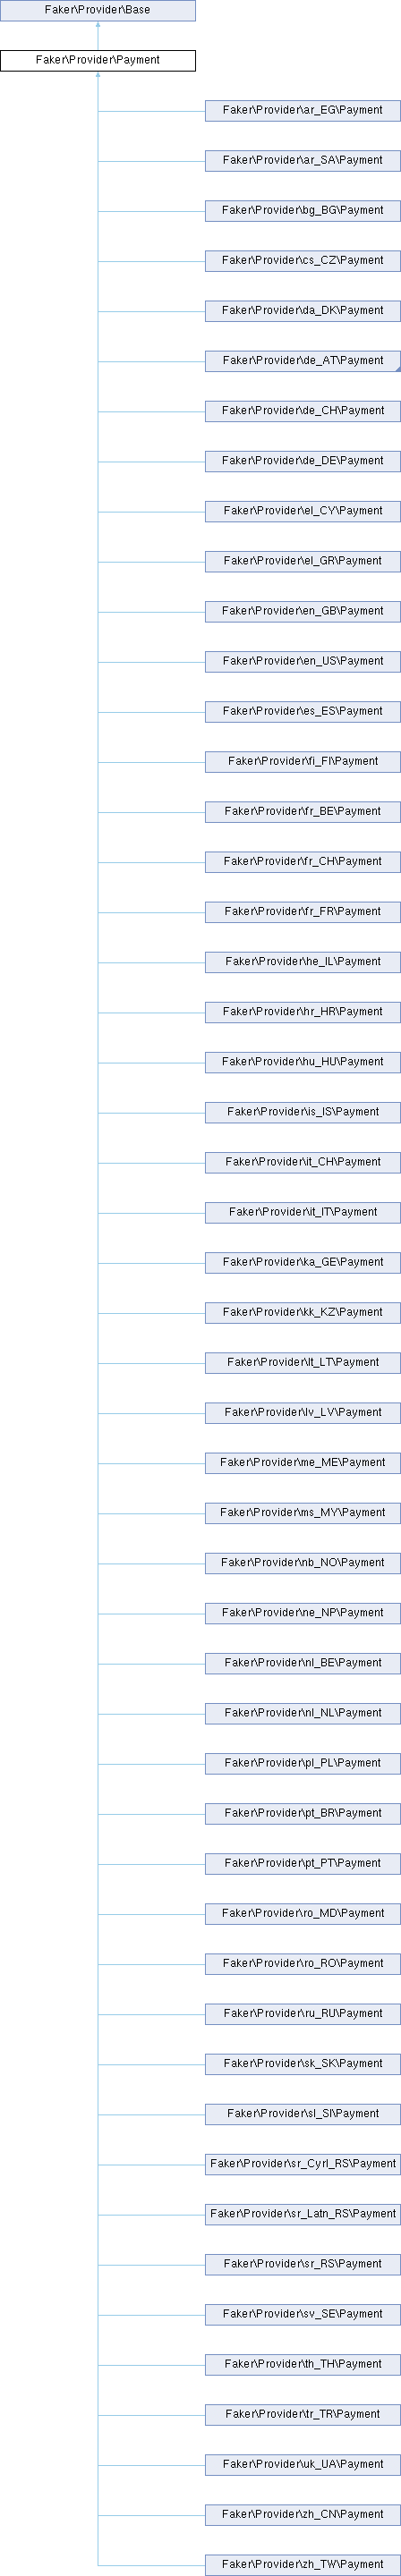 Faker\Provider\Base
Faker\Provider\Payment
Faker\Provider\ar_EG\Payment
Faker\Provider\ar_SA\Payment
Faker\Provider\bg_BG\Payment
Faker\Provider\cs_CZ\Payment
Faker\Provider\da_DK\Payment
Faker\Provider\de_AT\Payment
Faker\Provider\de_CH\Payment
Faker\Provider\de_DE\Payment
Faker\Provider\el_CY\Payment
Faker\Provider\el_GR\Payment
Faker\Provider\en_GB\Payment
Faker\Provider\en_US\Payment
Faker\Provider\es_ES\Payment
Faker\Provider\fi_FI\Payment
Faker\Provider\fr_BE\Payment
Faker\Provider\fr_CH\Payment
Faker\Provider\fr_FR\Payment
Faker\Provider\he_IL\Payment
Faker\Provider\hr_HR\Payment
Faker\Provider\hu_HU\Payment
Faker\Provider\is_IS\Payment
Faker\Provider\it_CH\Payment
Faker\Provider\it_IT\Payment
Faker\Provider\ka_GE\Payment
Faker\Provider\kk_KZ\Payment
Faker\Provider\lt_LT\Payment
Faker\Provider\lv_LV\Payment
Faker\Provider\me_ME\Payment
Faker\Provider\ms_MY\Payment
Faker\Provider\nb_NO\Payment
Faker\Provider\ne_NP\Payment
Faker\Provider\nl_BE\Payment
Faker\Provider\nl_NL\Payment
Faker\Provider\pl_PL\Payment
Faker\Provider\pt_BR\Payment
Faker\Provider\pt_PT\Payment
Faker\Provider\ro_MD\Payment
Faker\Provider\ro_RO\Payment
Faker\Provider\ru_RU\Payment
Faker\Provider\sk_SK\Payment
Faker\Provider\sl_SI\Payment
Faker\Provider\sr_Cyrl_RS\Payment
Faker\Provider\sr_Latn_RS\Payment
Faker\Provider\sr_RS\Payment
Faker\Provider\sv_SE\Payment
Faker\Provider\th_TH\Payment
Faker\Provider\tr_TR\Payment
Faker\Provider\uk_UA\Payment
Faker\Provider\zh_CN\Payment
Faker\Provider\zh_TW\Payment